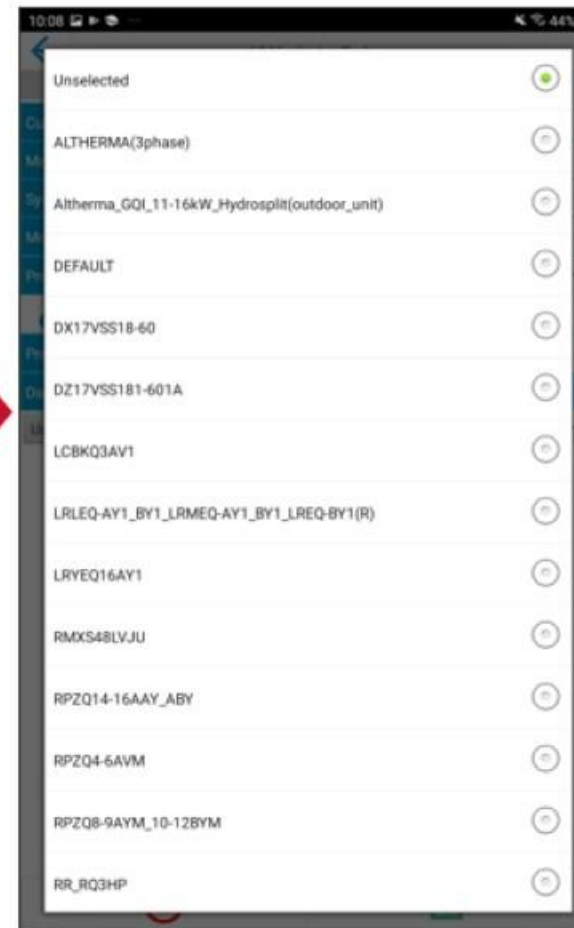 10:08
44%
Unselected
ALTHERMA(3phase)
Altherma_GQI_11-16kW_Hydrosplit(outdoor_unit)
DEFAULT
DX17VSS18-60
DZ17VSS181-601A
LCBKQ3AV1
LRLEQ-AY1_BY1_LRMEQ-AY1_BY1_LREQ-BY1(R)
LRYEQ16AY1
RMXS48LVJU
RPZQ14-16AAY_ABY
RPZQ4-6AVM
RPZQ8-9AYM_10-12BYM
RR_RQ3HP